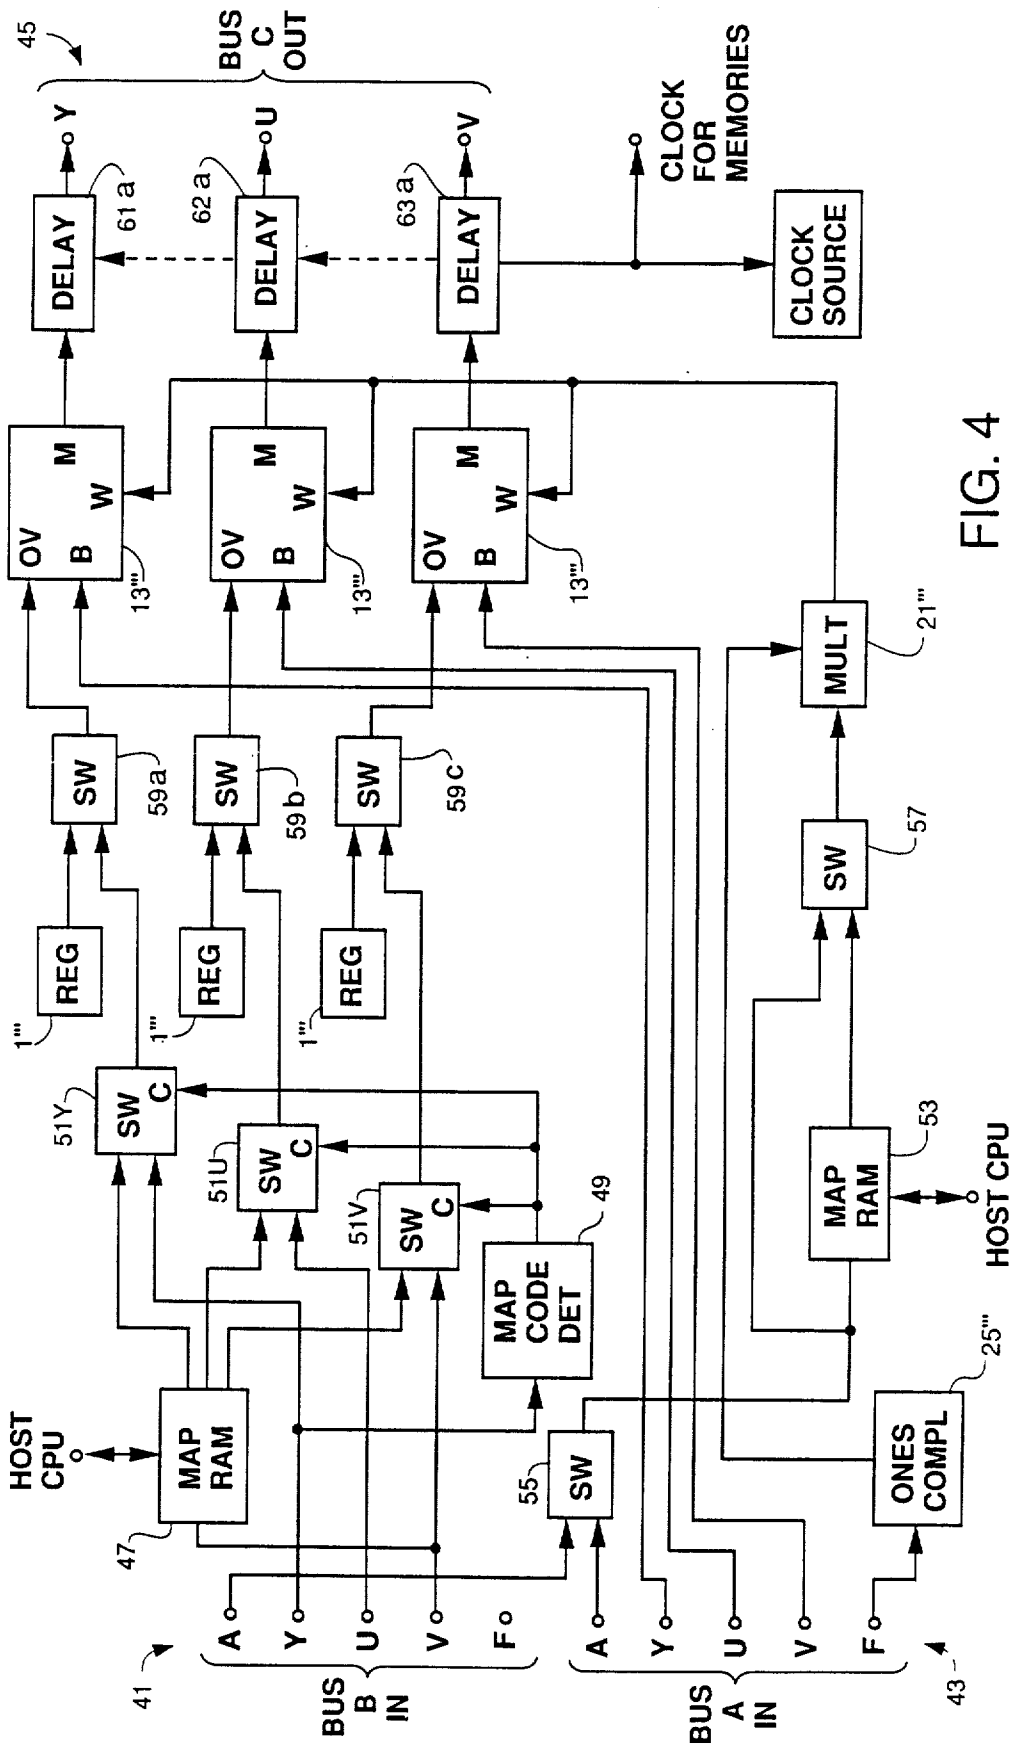 45
BUS
C
OUT
Y
U
V
61a
62a
63a
DELAY
DELAY
DELAY
CLOCK
FOR
MEMORIES
CLOCK
SOURCE
OV
M
B
W
13''''
OV
M
B
W
13''''
OV
M
B
W
13''''
SW
59a
SW
59b
SW
59c
REG
1''''
REG
1''''
REG
1''''
MULT
21''''
SW
57
51Y
SW
C
51U
SW
C
51V
SW
C
MAP
CODE
DET
49
MAP
RAM
53
HOST CPU
HOST
CPU
MAP
RAM
47
55
SW
ONES
COMPL
25''''
41
A
Y
U
V
F
BUS
B
IN
A
Y
U
V
F
BUS
A
IN
43
FIG. 4